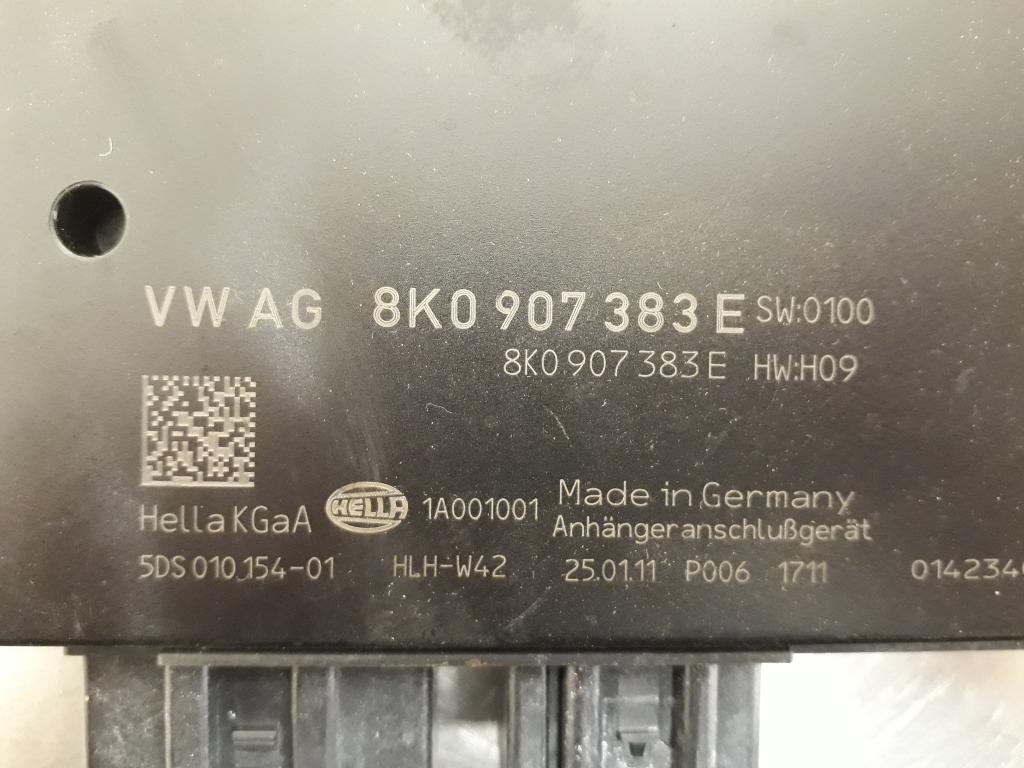 VW AG 8K0 907 383 E SW:0100
8K0 907 383 E HW:H09
Hella KGaA HELLA 1A001001 Made in Germany
Anhängeranschlußgerät
5DS 010.154-01 HLH-W42 25.01.11 P006 1711 0142340